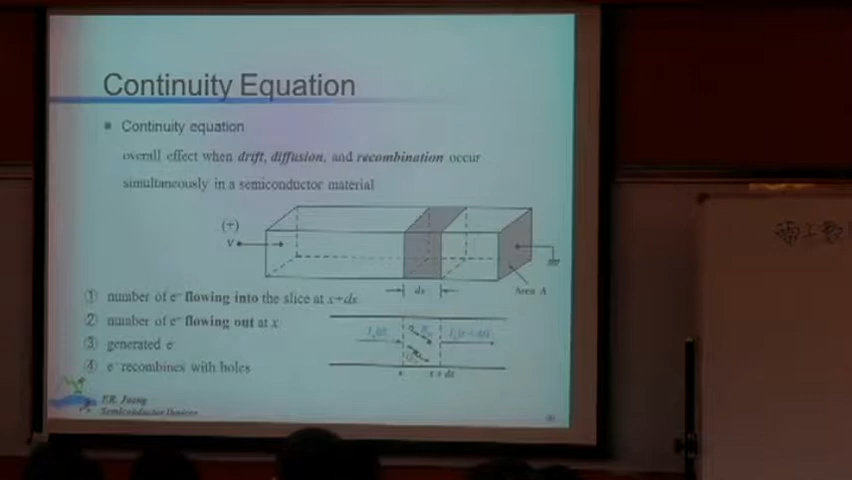 Continuity Equation
Continuity equation
overall effect when drift, diffusion, and recombination occur
simultaneously in a semiconductor material
(+)
V
dx
Area A
① number of e⁻ flowing into the slice at x+dx
② number of e⁻ flowing out at x
③ generated e⁻
④ e⁻ recombines with holes
x x + dx
Semiconductor Devices